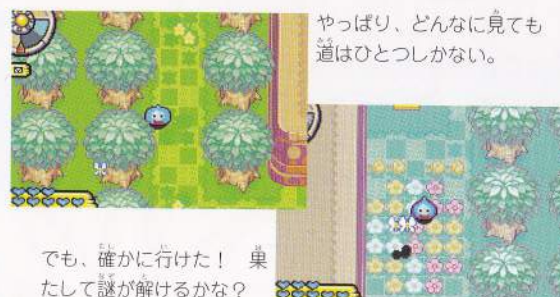 やっぱり、どんなに見ても
道はひとつしかない。
でも、確かに行けた！　果
たして謎が解けるかな？